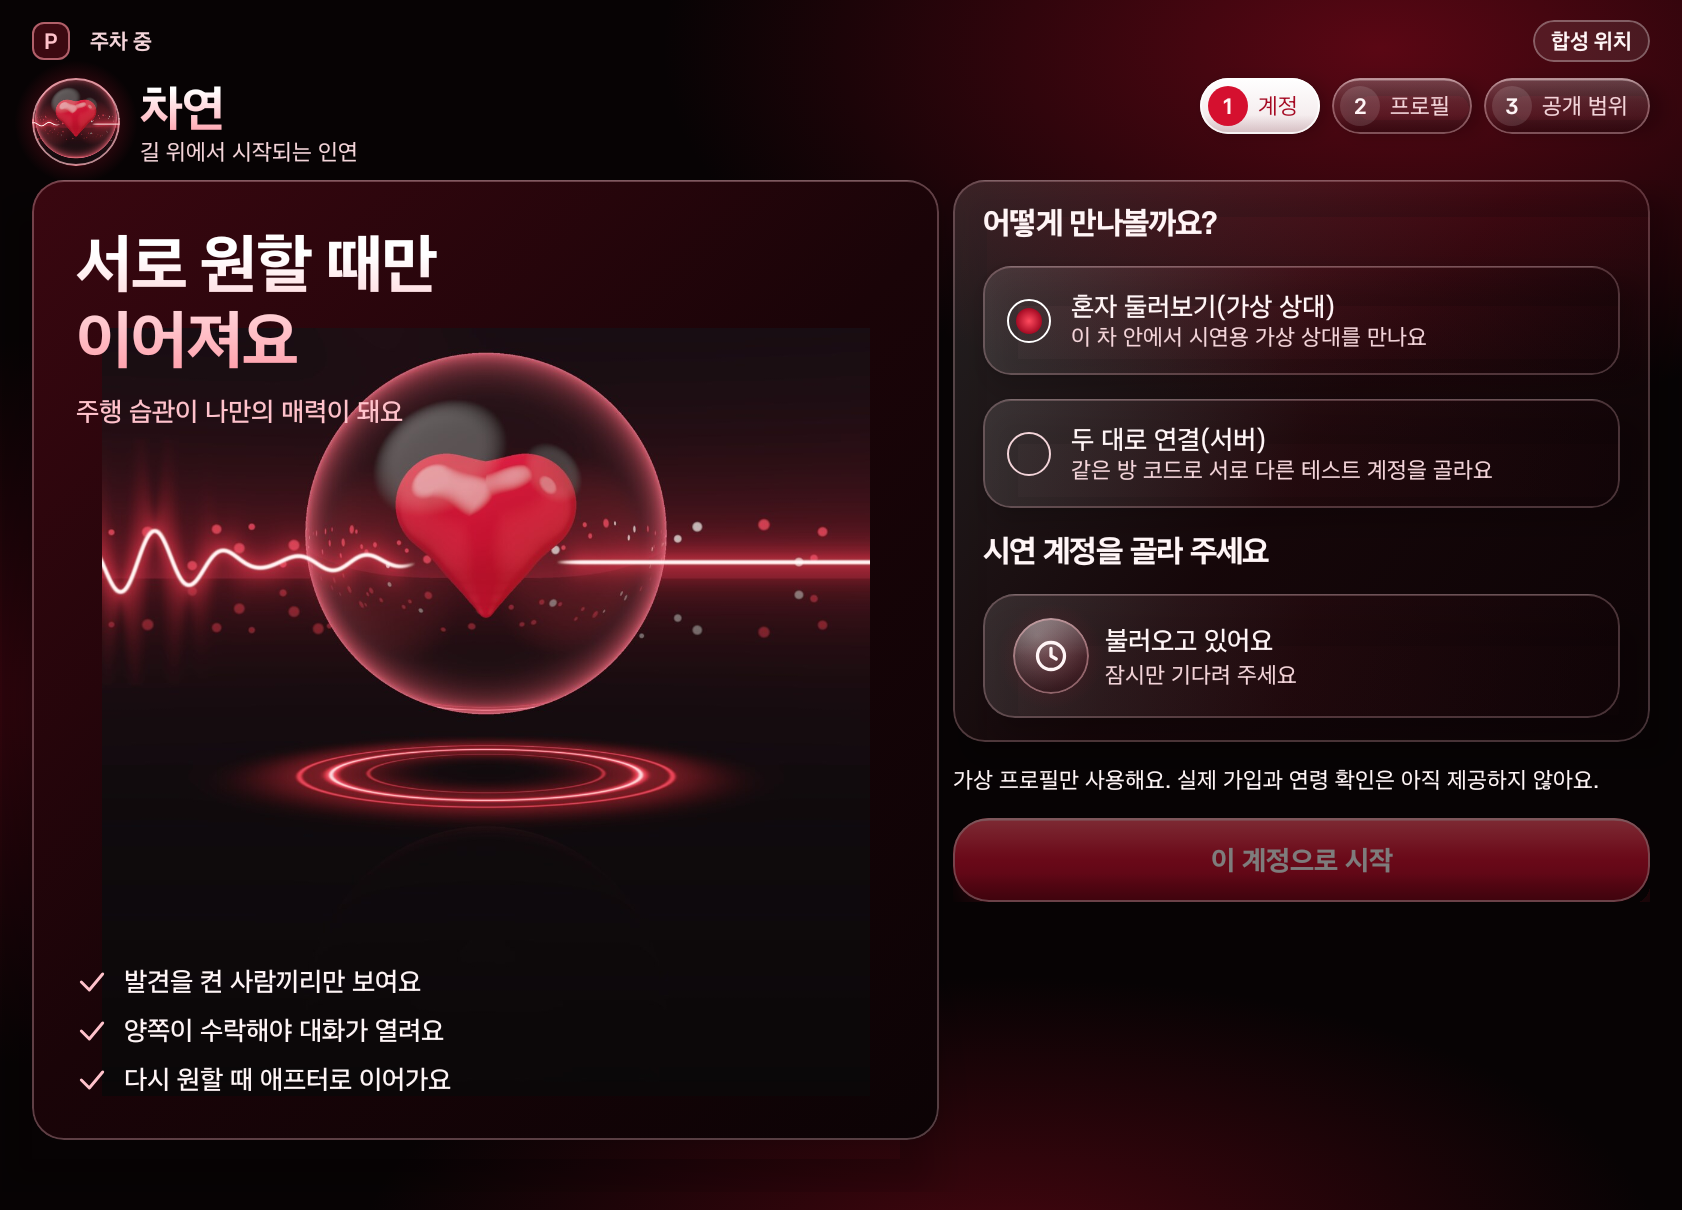 P 주차 중
합성 위치
차연
길 위에서 시작되는 인연
1 계정
2 프로필
3 공개 범위
서로 원할 때만
이어져요
주행 습관이 나만의 매력이 돼요
발견을 켠 사람끼리만 보여요
양쪽이 수락해야 대화가 열려요
다시 원할 때 애프터로 이어가요
어떻게 만나볼까요?
혼자 둘러보기(가상 상대)
이 차 안에서 시연용 가상 상대를 만나요
두 대로 연결(서버)
같은 방 코드로 서로 다른 테스트 계정을 골라요
시연 계정을 골라 주세요
불러오고 있어요
잠시만 기다려 주세요
가상 프로필만 사용해요. 실제 가입과 연령 확인은 아직 제공하지 않아요.
이 계정으로 시작